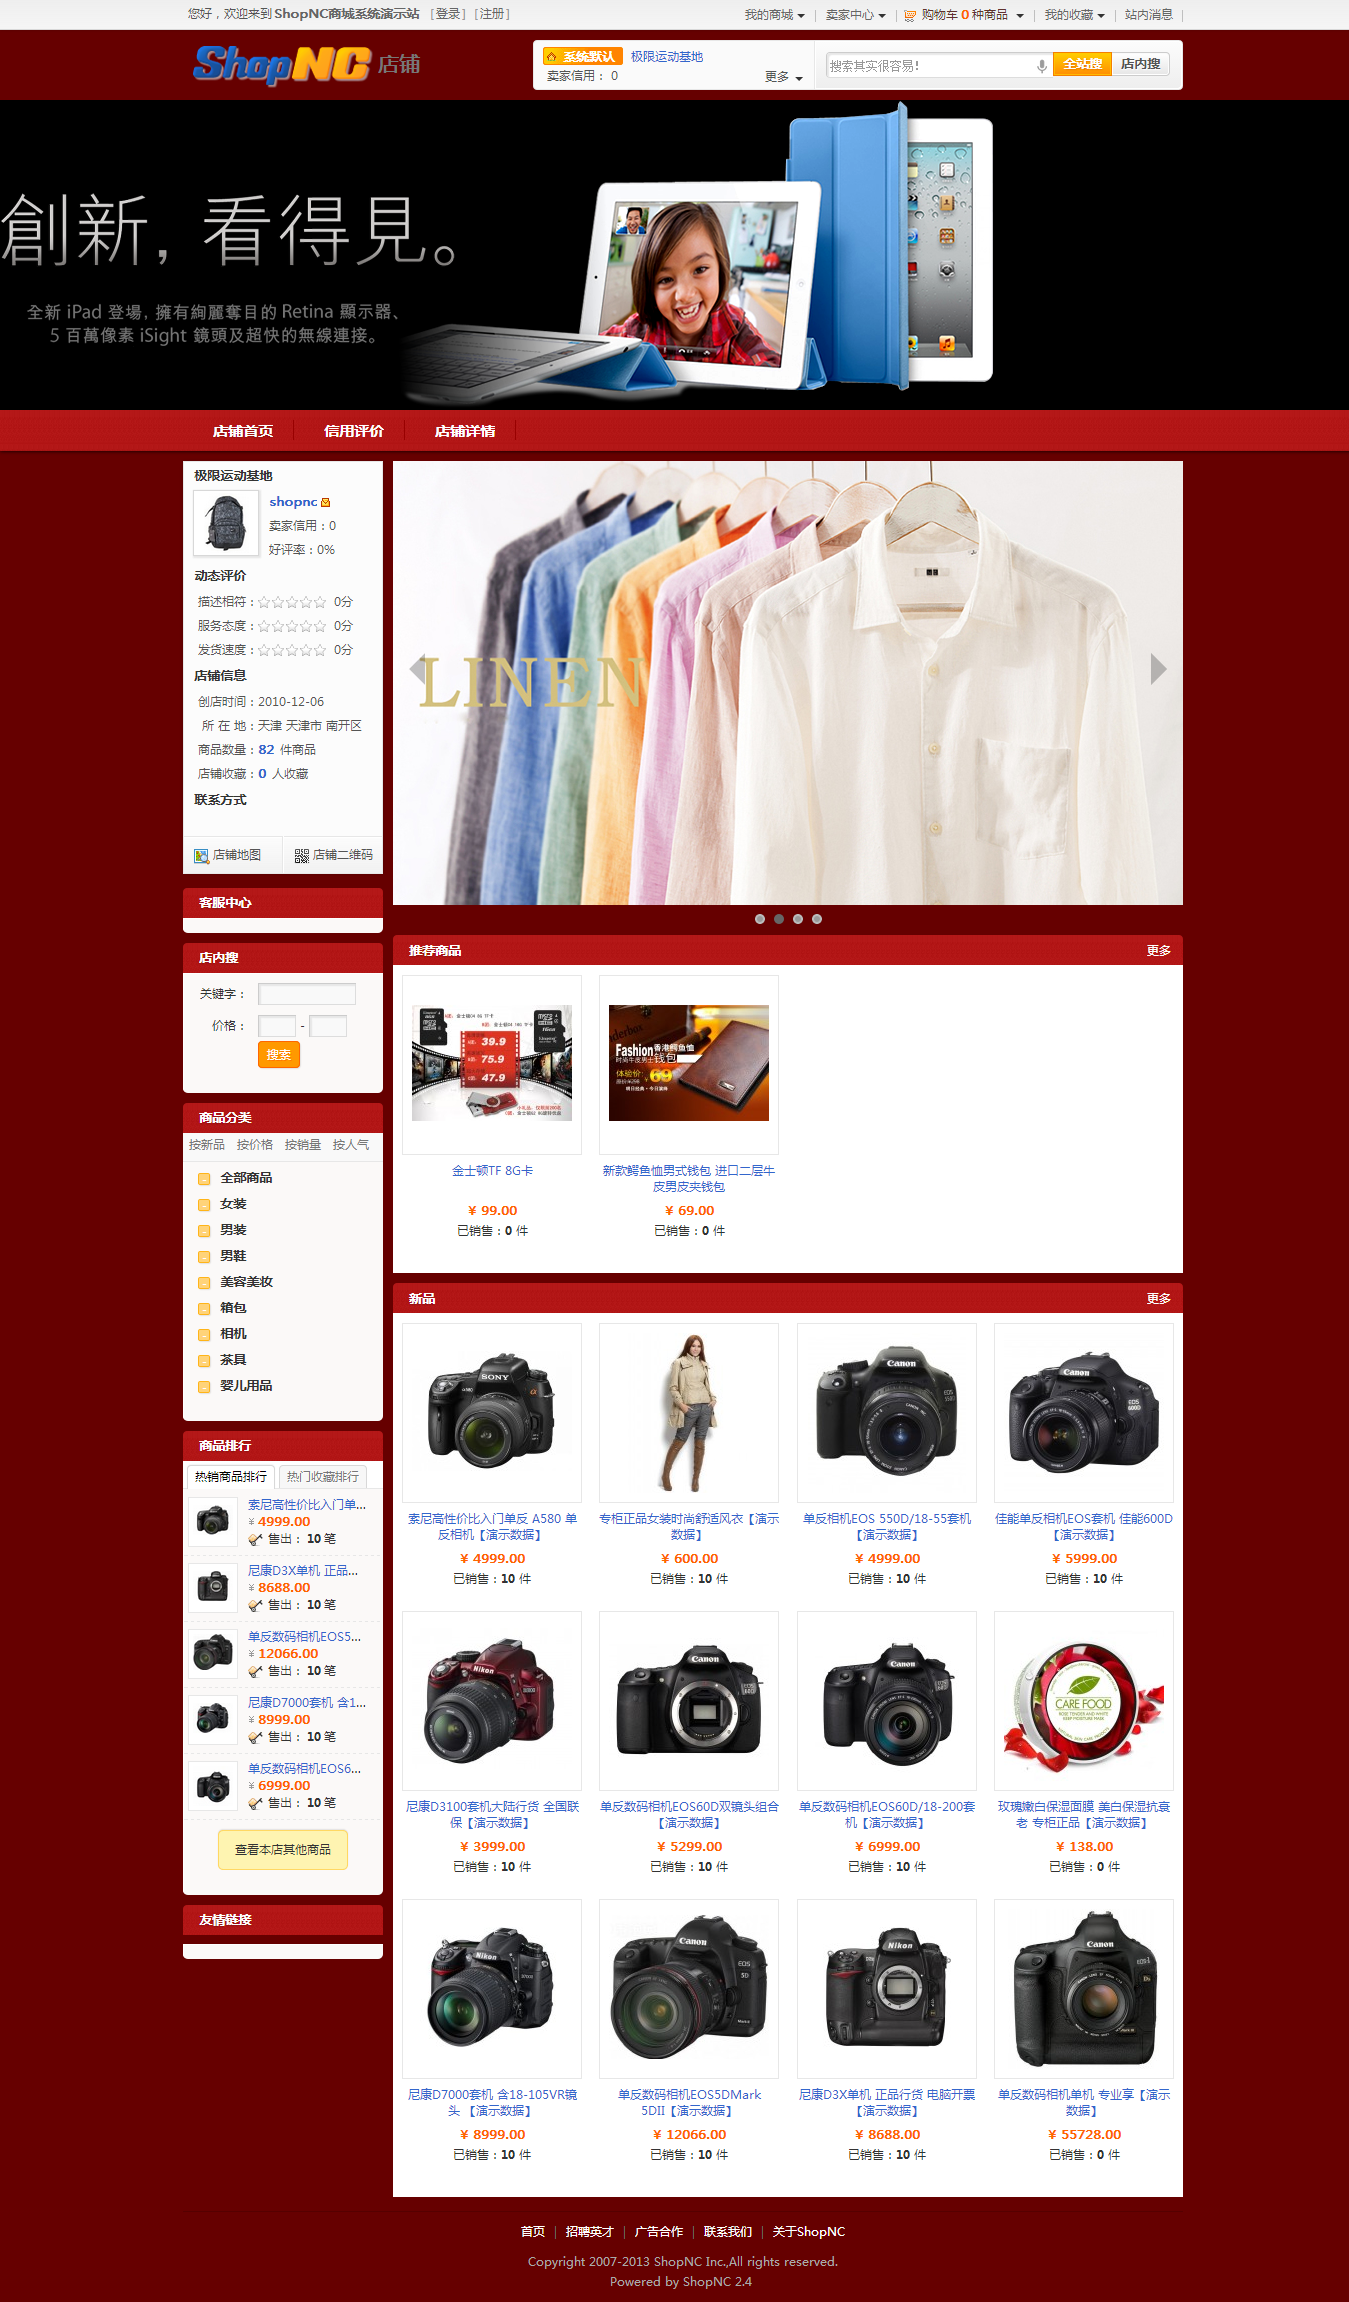 您好，欢迎来到 ShopNC商城系统演示站 [登录] [注册]
我的商城 卖家中心 购物车 0 种商品 我的收藏 站内消息
ShopNC 店铺
系统默认 极限运动基地
卖家信用： 0 更多
搜索其实很容易！ 全站搜 店内搜
創新, 看得見。
全新 iPad 登場，擁有絢麗奪目的 Retina 顯示器、
5 百萬像素 iSight 鏡頭及超快的無線連接。
店铺首页 信用评价 店铺详情
极限运动基地
shopnc
卖家信用：0
好评率：0%
动态评价
描述相符： 0分
服务态度： 0分
发货速度： 0分
店铺信息
创店时间：2010-12-06
所 在 地：天津 天津市 南开区
商品数量：82 件商品
店铺收藏：0 人收藏
联系方式
店铺地图 店铺二维码
LINEN
客服中心
店内搜
关键字：
价格： -
搜索
商品分类
按新品 按价格 按销量 按人气
全部商品
女装
男装
男鞋
美容美妆
箱包
相机
茶具
婴儿用品
商品排行
热销商品排行 热门收藏排行
索尼高性价比入门单...
¥ 4999.00
售出： 10 笔
尼康D3X单机 正品...
¥ 8688.00
售出： 10 笔
单反数码相机EOS5...
¥ 12066.00
售出： 10 笔
尼康D7000套机 含1...
¥ 8999.00
售出： 10 笔
单反数码相机EOS6...
¥ 6999.00
售出： 10 笔
查看本店其他商品
友情链接
推荐商品 更多
39.9
75.9
47.9
金士顿TF 8G卡
¥ 99.00
已销售：0 件
Fashion 香港鳄鱼恤
时尚牛皮男士钱包
体验价: 69
新款鳄鱼恤男式钱包 进口二层牛
皮男皮夹钱包
¥ 69.00
已销售：0 件
新品 更多
SONY
索尼高性价比入门单反 A580 单
反相机【演示数据】
¥ 4999.00
已销售：10 件
专柜正品女装时尚舒适风衣【演示
数据】
¥ 600.00
已销售：10 件
Canon
单反相机EOS 550D/18-55套机
【演示数据】
¥ 4999.00
已销售：10 件
Canon
EOS
600D
佳能单反相机EOS套机 佳能600D
【演示数据】
¥ 5999.00
已销售：10 件
Nikon
尼康D3100套机大陆行货 全国联
保【演示数据】
¥ 3999.00
已销售：10 件
Canon
单反数码相机EOS60D双镜头组合
【演示数据】
¥ 5299.00
已销售：10 件
Canon
单反数码相机EOS60D/18-200套
机【演示数据】
¥ 6999.00
已销售：10 件
CARE FOOD
玫瑰嫩白保湿面膜 美白保湿抗衰
老 专柜正品【演示数据】
¥ 138.00
已销售：0 件
Nikon
尼康D7000套机 含18-105VR镜
头 【演示数据】
¥ 8999.00
已销售：10 件
Canon
EOS
5D
单反数码相机EOS5DMark
5DII【演示数据】
¥ 12066.00
已销售：10 件
Nikon
尼康D3X单机 正品行货 电脑开票
【演示数据】
¥ 8688.00
已销售：10 件
Canon
单反数码相机单机 专业享【演示
数据】
¥ 55728.00
已销售：0 件
首页 | 招聘英才 | 广告合作 | 联系我们 | 关于ShopNC
Copyright 2007-2013 ShopNC Inc.,All rights reserved.
Powered by ShopNC 2.4